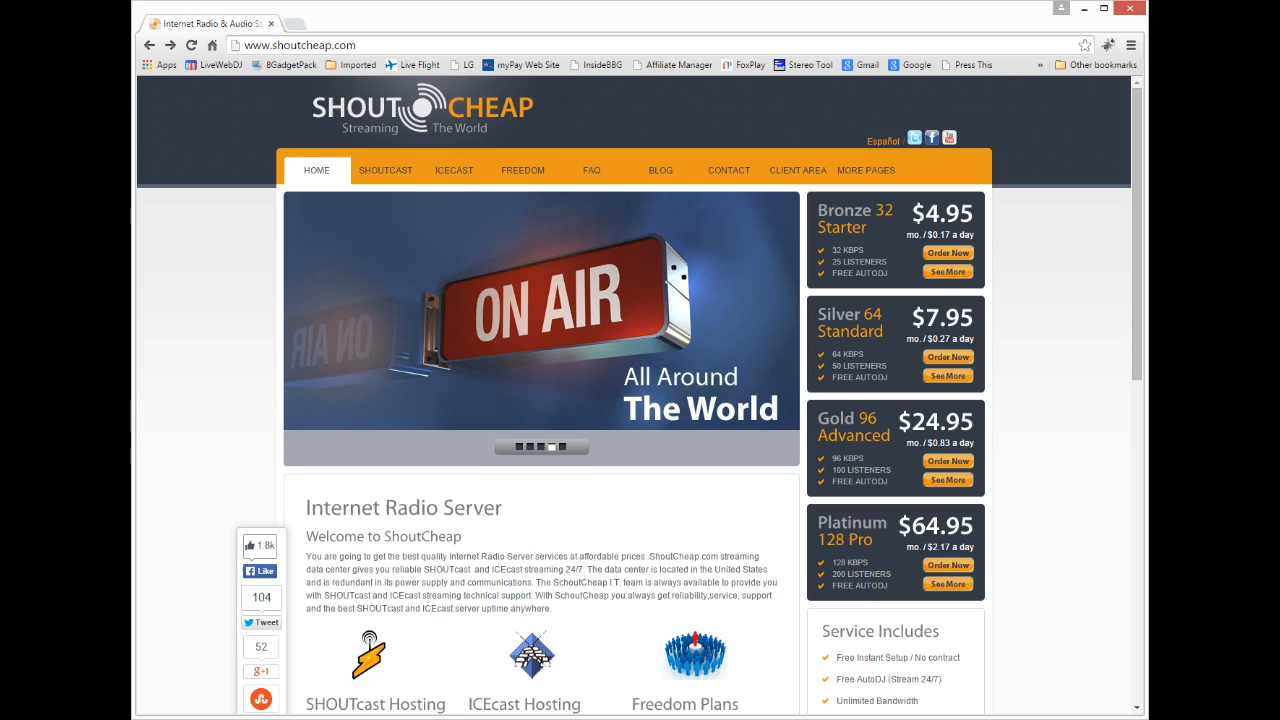 Internet Radio & Audio St
www.shoutcheap.com
Apps LiveWebDJ 8GadgetPack Imported Live Flight LG myPay Web Site InsideBBG Affiliate Manager FoxPlay Stereo Tool Gmail Google Press This » Other bookmarks
SHOUT CHEAP
Streaming The World
Español /
HOME SHOUTCAST ICECAST FREEDOM FAQ BLOG CONTACT CLIENT AREA MORE PAGES
ON AIR
ON AIR
All Around
The World
Bronze 32
Starter
$4.95
mo. / $0.17 a day
32 KBPS
25 LISTENERS
FREE AUTODJ
Order Now
See More
Silver 64
Standard
$7.95
mo. / $0.27 a day
64 KBPS
50 LISTENERS
FREE AUTODJ
Order Now
See More
Gold 96
Advanced
$24.95
mo. / $0.83 a day
96 KBPS
100 LISTENERS
FREE AUTODJ
Order Now
See More
Platinum
128 Pro
$64.95
mo. / $2.17 a day
128 KBPS
200 LISTENERS
FREE AUTODJ
Order Now
See More
Internet Radio Server
Welcome to ShoutCheap
You are going to get the best quality Internet Radio Server services at affordable prices. ShoutCheap.com streaming
data center gives you reliable SHOUTcast and ICEcast streaming 24/7. The data center is located in the United States
and is redundant in its power supply and communications. The SchoutCheap I.T. team is always available to provide you
with SHOUTcast and ICEcast streaming technical support. With SchoutCheap you always get reliability,service, support
and the best SHOUTcast and ICEcast server uptime anywhere.
SHOUTcast Hosting ICEcast Hosting Freedom Plans
Service Includes
Free Instant Setup / No contract
Free AutoDJ (Stream 24/7)
Unlimited Bandwidth
1.8k
Like
104
Tweet
52
g+1